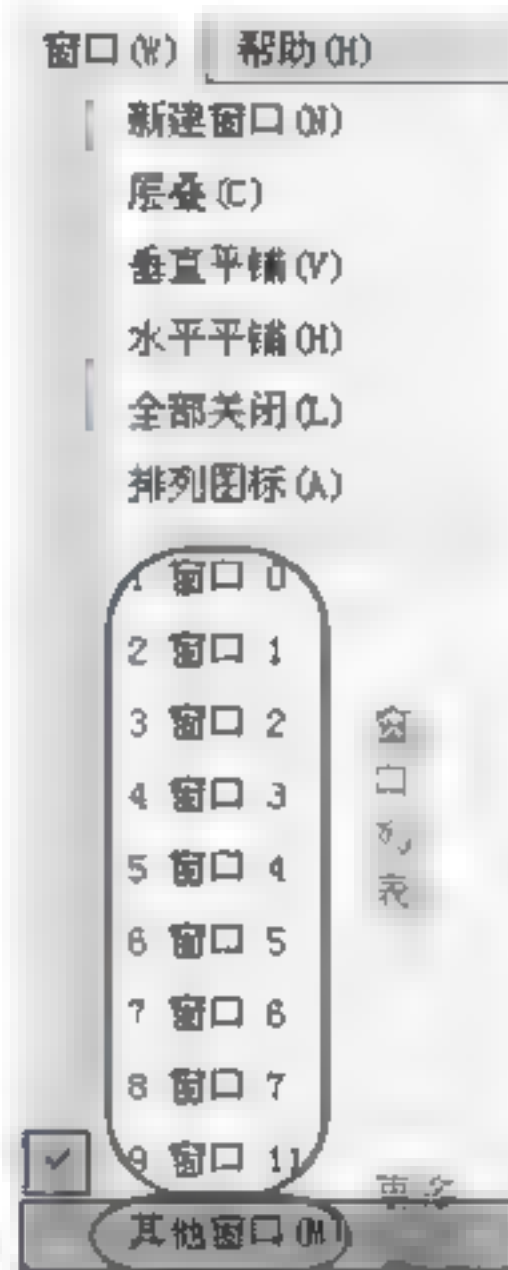 窗口(W) 帮助(H)
新建窗口(N)
层叠(C)
垂直平铺(V)
水平平铺(H)
全部关闭(L)
排列图标(A)
1 窗口 0
2 窗口 1
3 窗口 2
4 窗口 3
5 窗口 4
6 窗口 5
7 窗口 6
8 窗口 7
9 窗口 11
其他窗口(M)
窗口列表